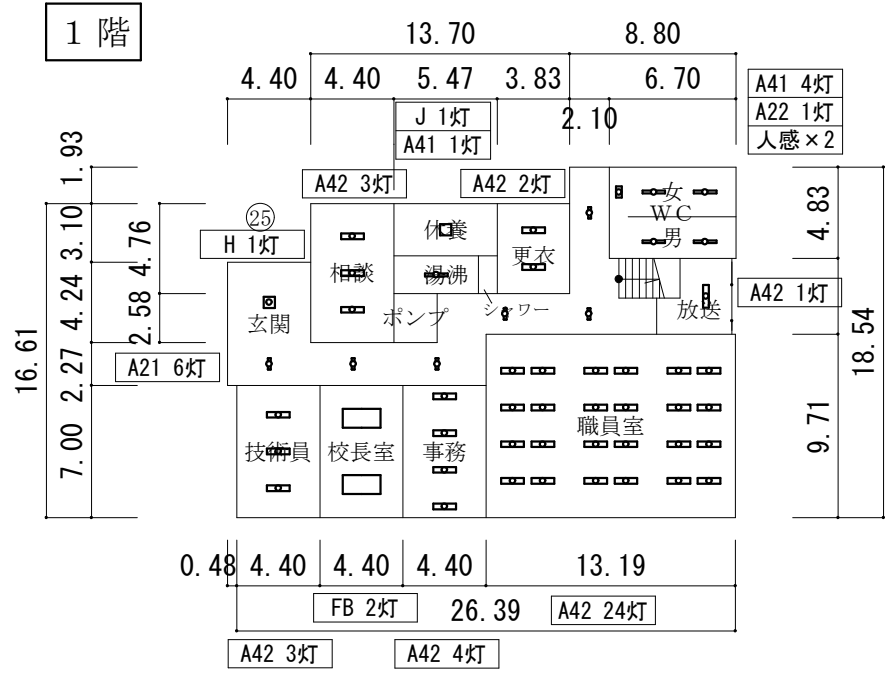 1 階
13.70
8.80
4.40
4.40
5.47
3.83
6.70
2.10
A41 4灯
A22 1灯
人感×2
J 1灯
A41 1灯
1.93
A42 3灯
A42 2灯
3.10
4.76
㉕
H 1灯
休養
女
WC
男
4.83
相談
湯沸
更衣
4.24
玄関
ポンプ
シャワー
放送
A42 1灯
2.58
16.61
18.54
A21 6灯
2.27
7.00
技術員
校長室
事務
職員室
9.71
0.48
4.40
4.40
4.40
13.19
FB 2灯
26.39
A42 24灯
A42 3灯
A42 4灯